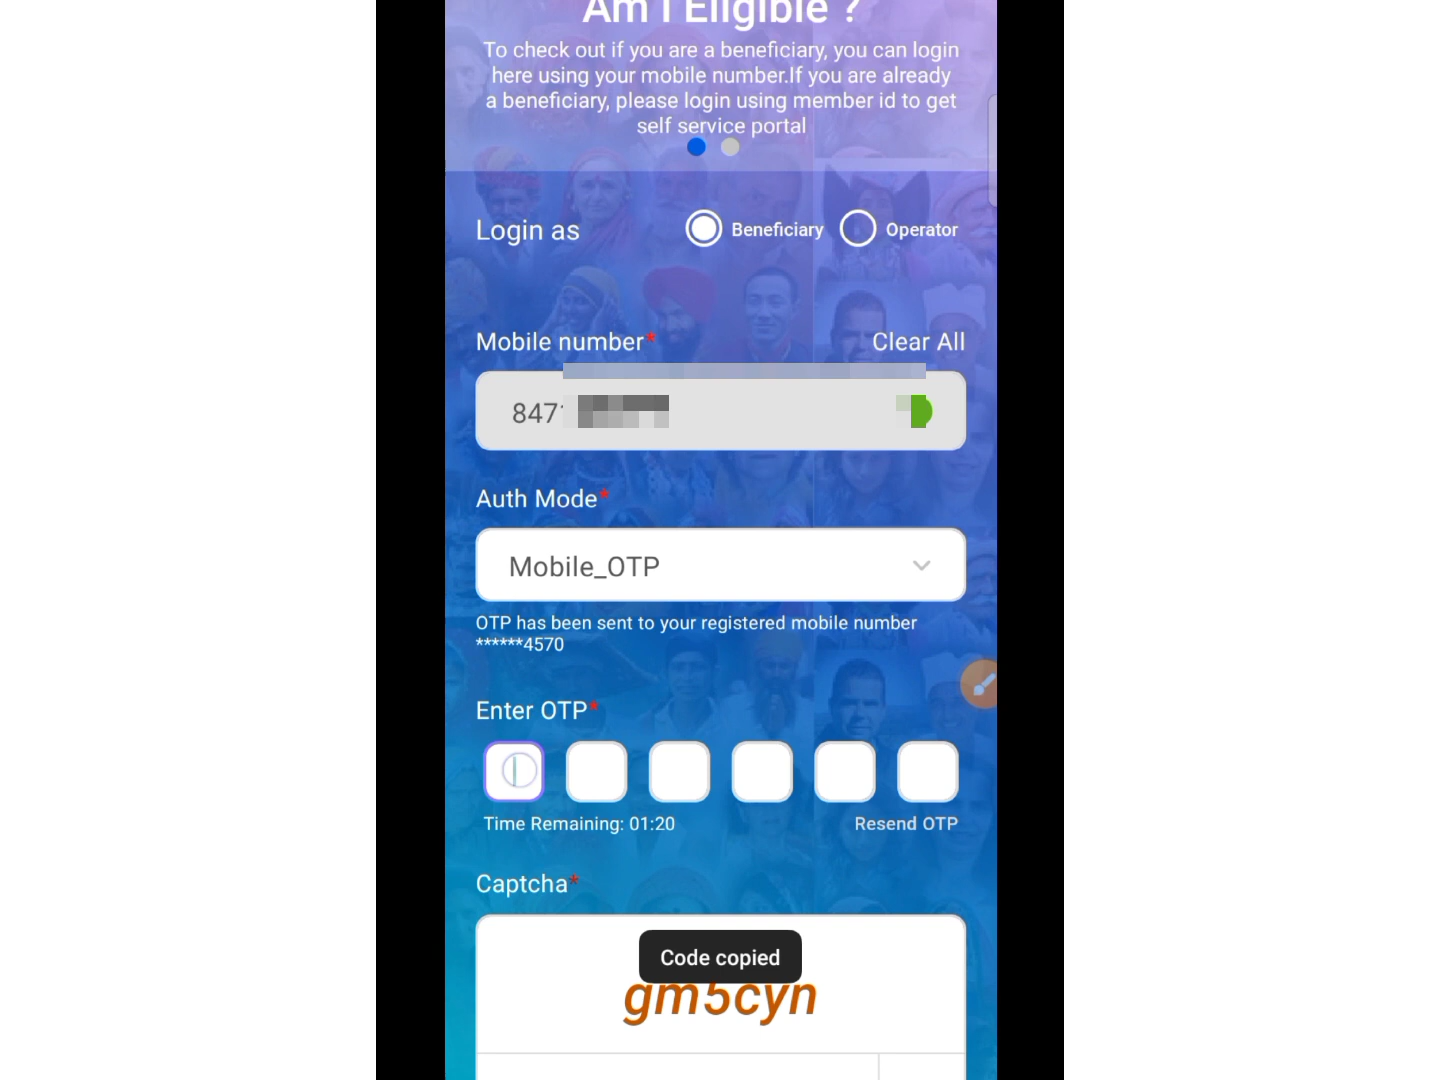 Am I Eligible ?
To check out if you are a beneficiary, you can login
here using your mobile number.If you are already
a beneficiary, please login using member id to get
self service portal
Login as
Beneficiary
Operator
Mobile number*
Clear All
847
Auth Mode*
Mobile_OTP
OTP has been sent to your registered mobile number
******4570
Enter OTP*
Time Remaining: 01:20
Resend OTP
Captcha*
Code copied
gm5cyn